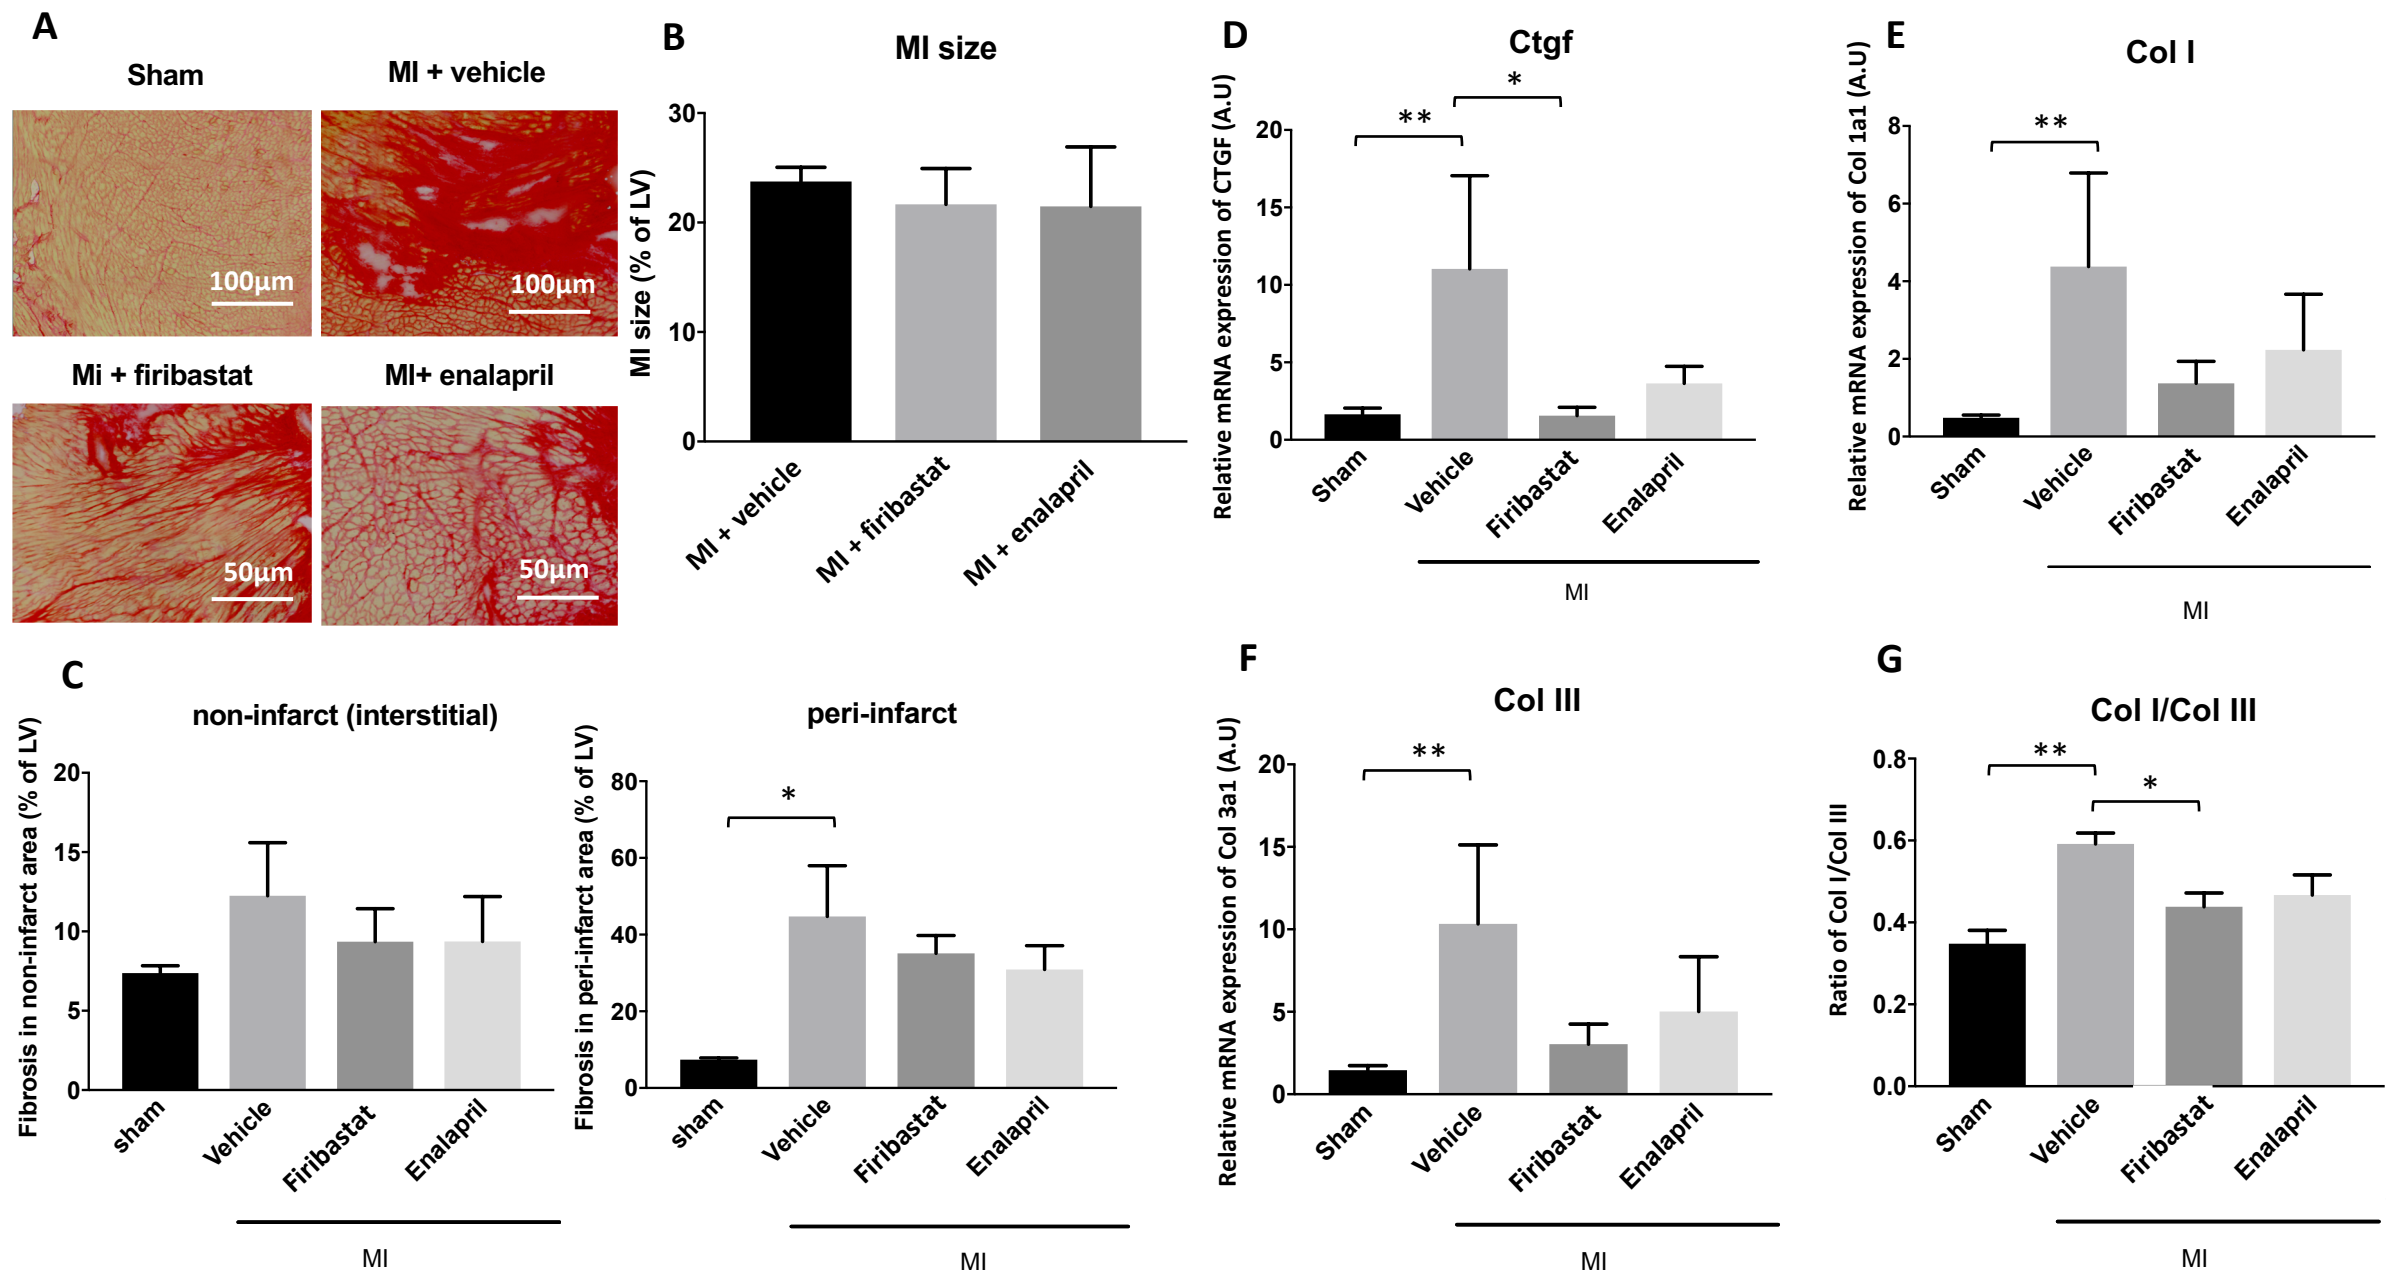 A
Sham
MI + vehicle
100µm
100µm
Mi + firibastat
MI+ enalapril
50µm
50µm
B
MI size
MI size (% of LV)
30
20
10
0
MI + vehicle
MI + firibastat
MI + enalapril
C
non-infarct (interstitial)
Fibrosis in non-infarct area (% of LV)
20
15
10
5
0
sham
Vehicle
Firibastat
Enalapril
MI
peri-infarct
Fibrosis in peri-infarct area (% of LV)
80
60
40
20
0
*
sham
Vehicle
Firibastat
Enalapril
MI
D
Ctgf
Relative mRNA expression of CTGF (A.U)
20
15
10
5
0
**
*
Sham
Vehicle
Firibastat
Enalapril
MI
E
Col I
Relative mRNA expression of Col 1a1 (A.U)
8
6
4
2
0
**
Sham
Vehicle
Firibastat
Enalapril
MI
F
Col III
Relative mRNA expression of Col 3a1 (A.U)
20
15
10
5
0
**
Sham
Vehicle
Firibastat
Enalapril
MI
G
Col I/Col III
Ratio of Col I/Col III
0.8
0.6
0.4
0.2
0.0
**
*
Sham
Vehicle
Firibastat
Enalapril
MI